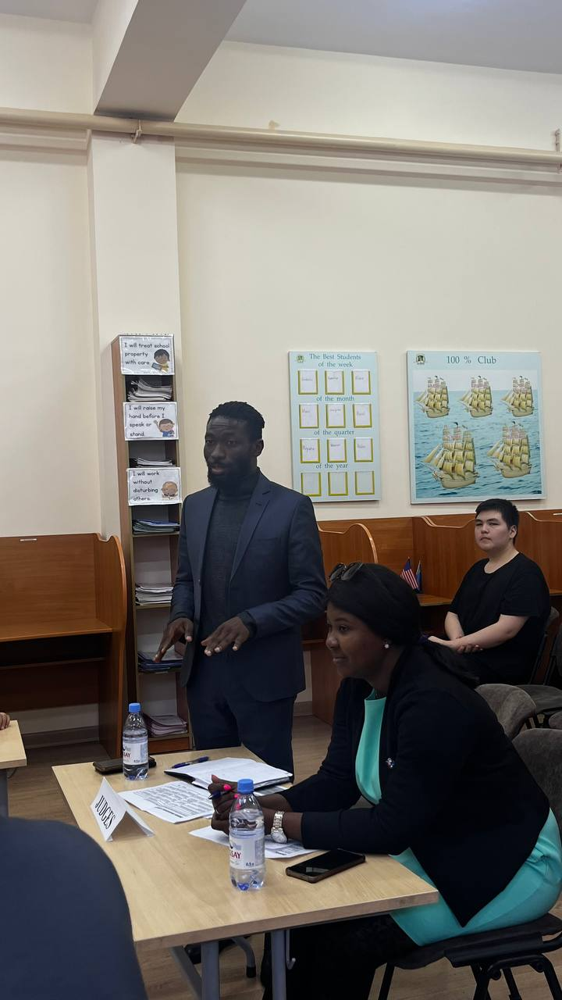 I will treat school
property
with care.
I will raise my
hand before I
speak or
stand.
I will work
without
disturbing
others.
The Best Students
of the week
of the month
of the quarter
of the year
100 % Club
JUDGES